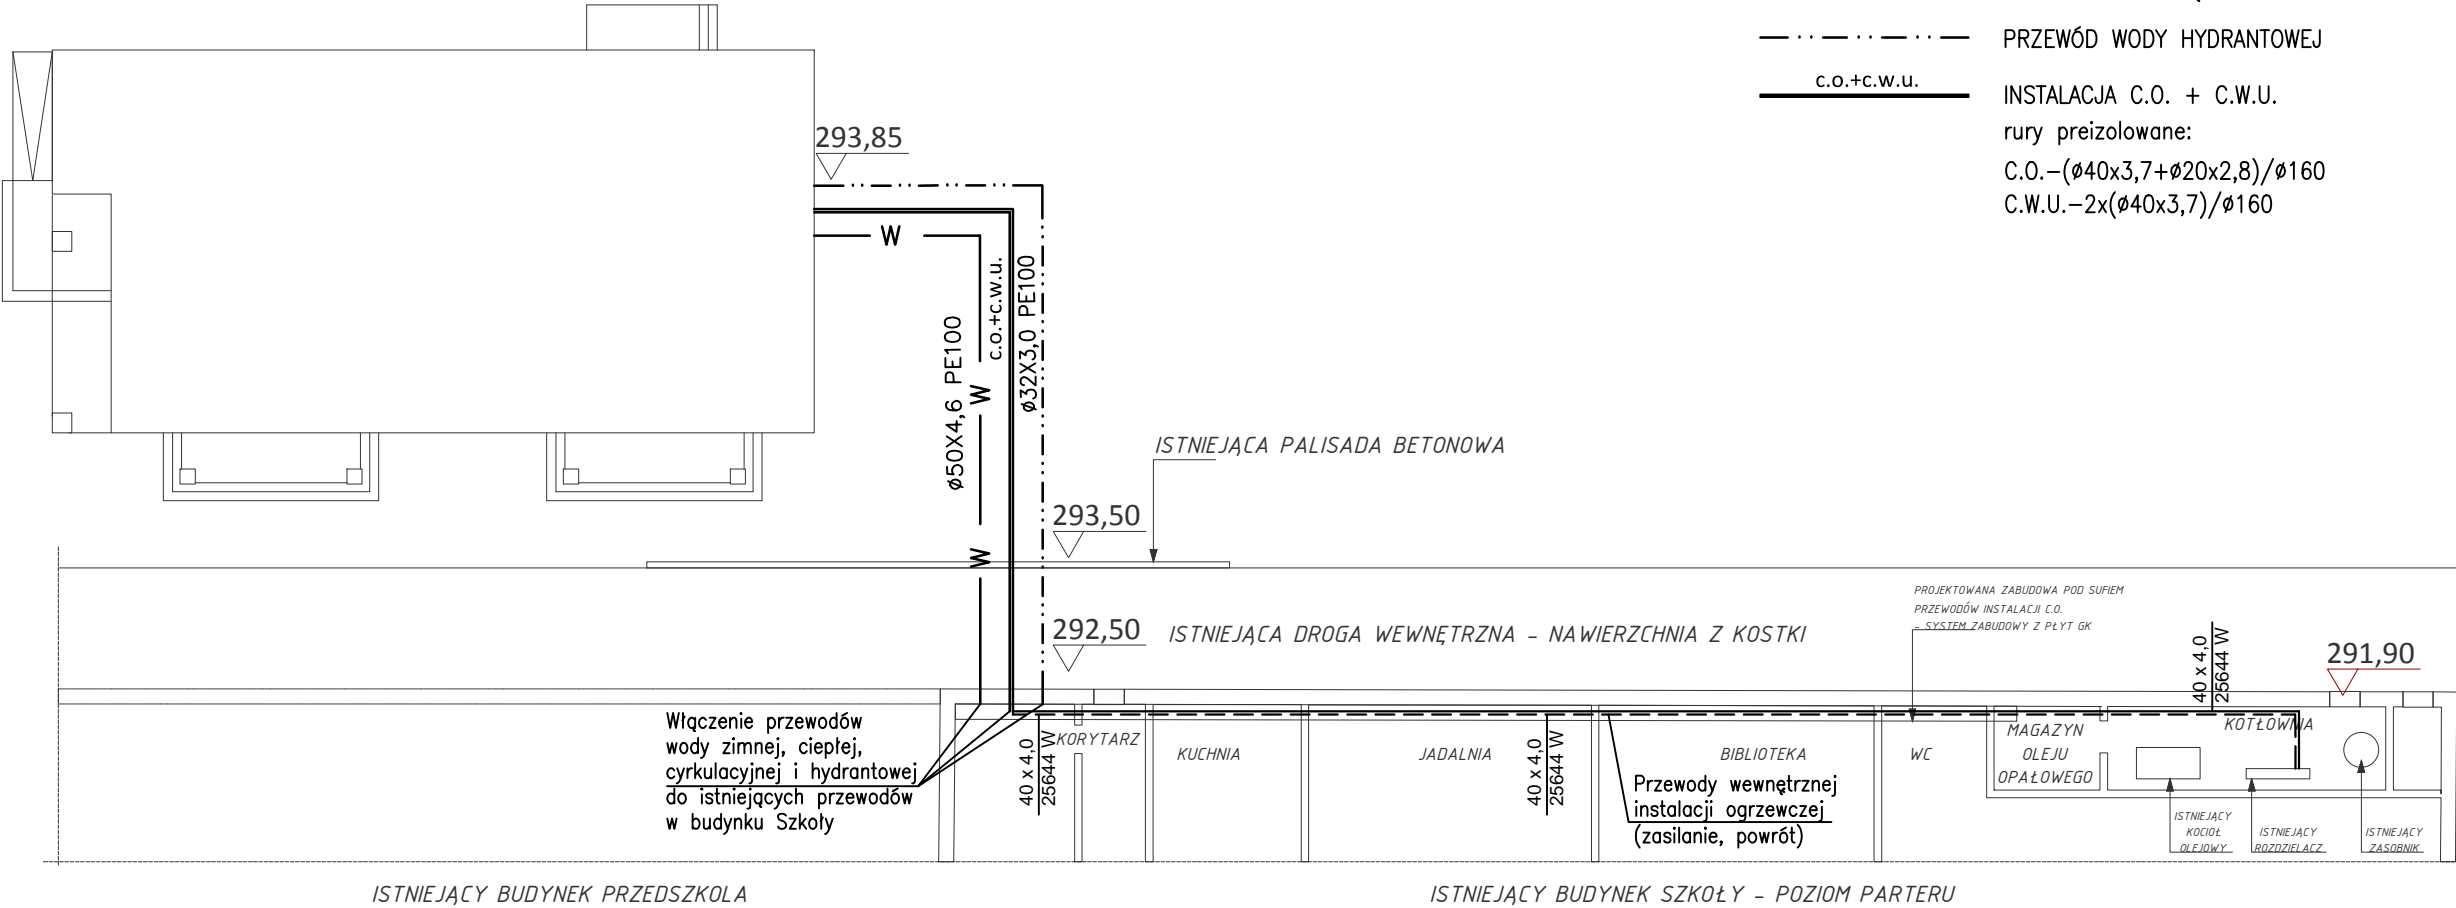 PRZEWÓD WODY HYDRANTOWEJ
c.o.+c.w.u.
INSTALACJA C.O. + C.W.U.
rury preizolowane:
C.O.-(ø40x3,7+ø20x2,8)/ø160
C.W.U.-2x(ø40x3,7)/ø160
293,85
W
c.o.+c.w.u.
ø32X3,0 PE100
ø50X4,6 PE100
W
W
ISTNIEJĄCA PALISADA BETONOWA
293,50
292,50
ISTNIEJĄCA DROGA WEWNĘTRZNA - NAWIERZCHNIA Z KOSTKI
PROJEKTOWANA ZABUDOWA POD SUFIEM
PRZEWODÓW INSTALACJI C.O.
- SYSTEM ZABUDOWY Z PŁYT GK
40 x 4,0
25644 W
291,90
Włączenie przewodów
wody zimnej, ciepłej,
cyrkulacyjnej i hydrantowej
do istniejących przewodów
w budynku Szkoły
40 x 4,0
25644 W
KORYTARZ
KUCHNIA
JADALNIA
40 x 4,0
25644 W
BIBLIOTEKA
Przewody wewnętrznej
instalacji ogrzewczej
(zasilanie, powrót)
WC
MAGAZYN
OLEJU
OPAŁOWEGO
KOTŁOWNIA
ISTNIEJĄCY
KOCIOŁ
OLEJOWY
ISTNIEJĄCY
ROZDZIELACZ
ISTNIEJĄCY
ZASOBNIK
ISTNIEJĄCY BUDYNEK PRZEDSZKOLA
ISTNIEJĄCY BUDYNEK SZKOŁY - POZIOM PARTERU